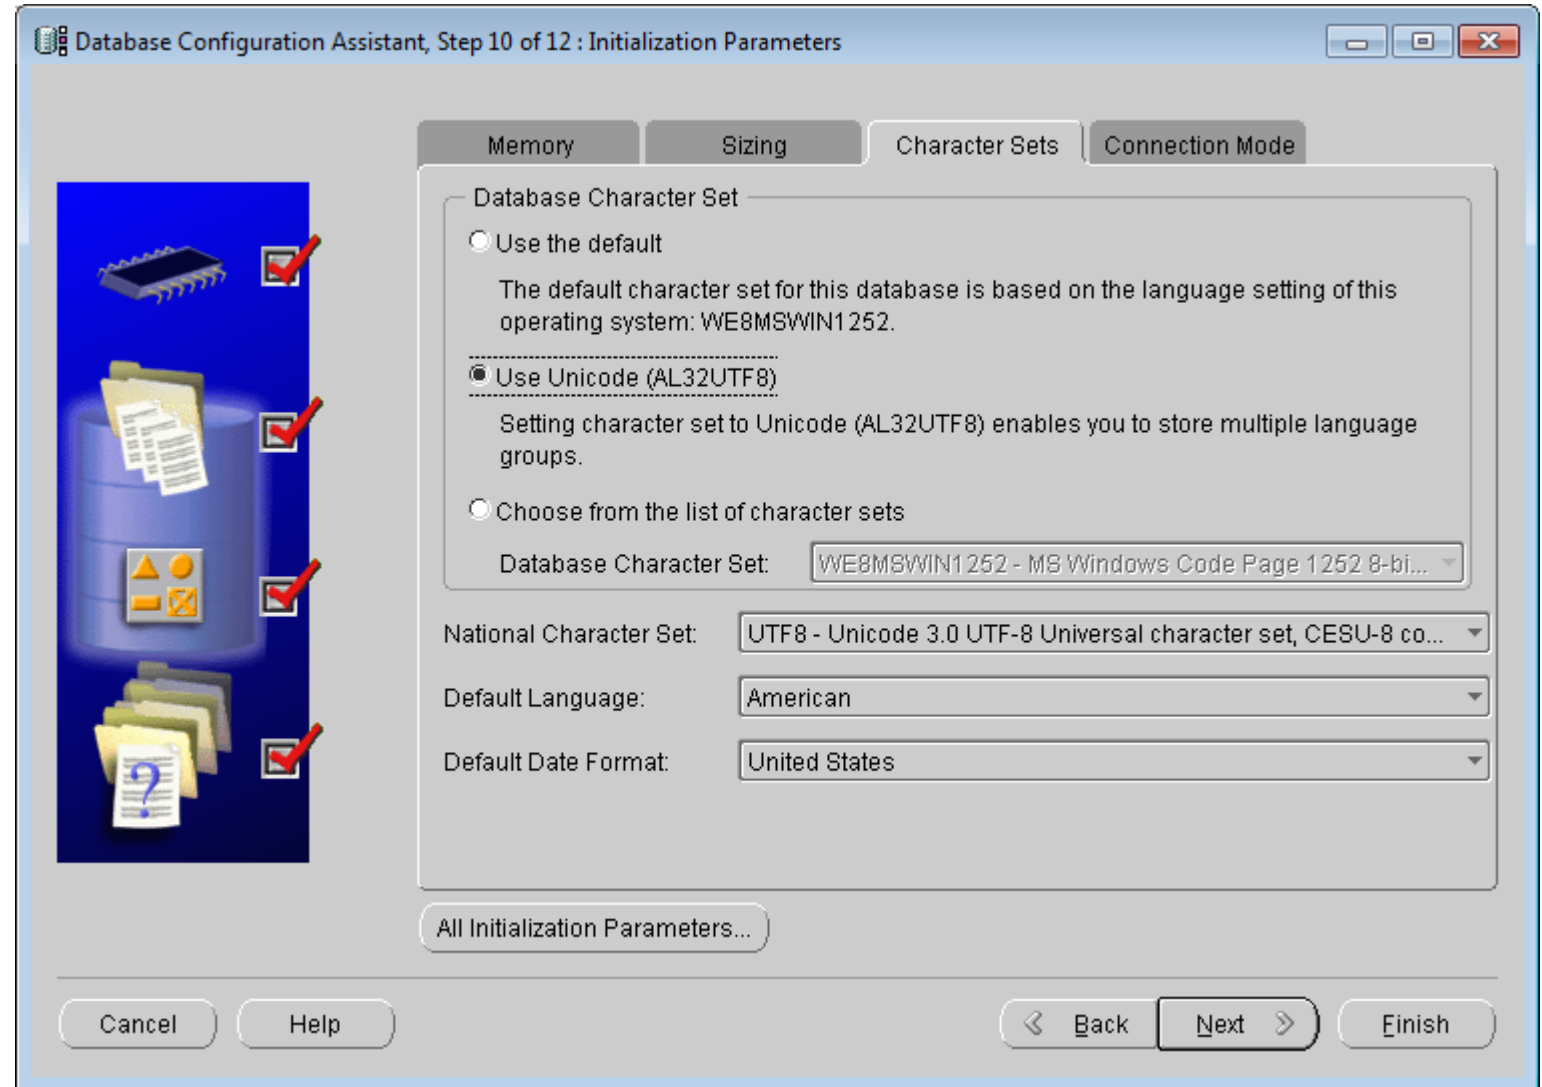 Database Configuration Assistant, Step 10 of 12 : Initialization Parameters
Memory
Sizing
Character Sets
Connection Mode
Database Character Set
Use the default
The default character set for this database is based on the language setting of this
operating system: WE8MSWIN1252.
Use Unicode (AL32UTF8)
Setting character set to Unicode (AL32UTF8) enables you to store multiple language
groups.
Choose from the list of character sets
Database Character Set: WE8MSWIN1252 - MS Windows Code Page 1252 8-bi...
National Character Set: UTF8 - Unicode 3.0 UTF-8 Universal character set, CESU-8 co...
Default Language: American
Default Date Format: United States
?
All Initialization Parameters...
Cancel
Help
Back
Next
Finish